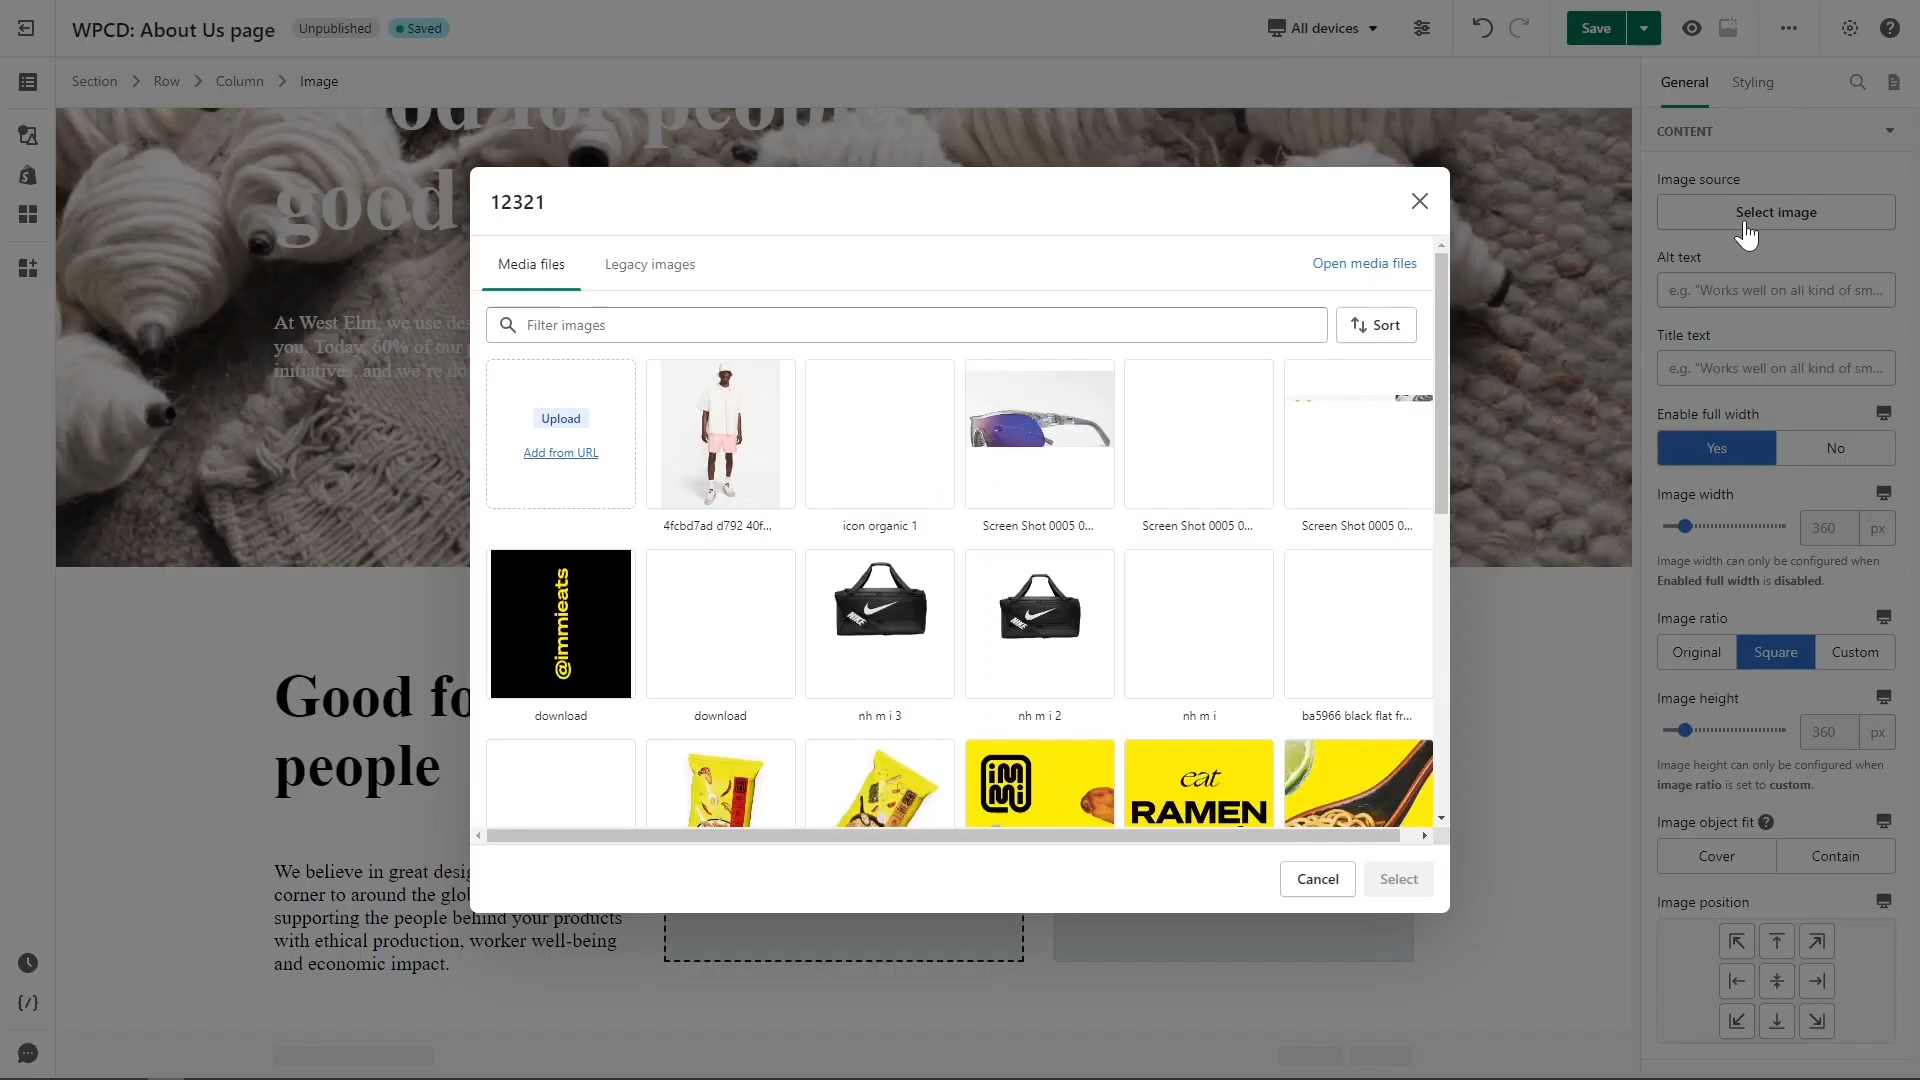 WPCD: About Us page
Unpublished
Saved
All devices
Save
Section
Row
Column
Image
General
Styling
CONTENT
Image source
Select image
Alt text
e.g. "Works well on all kind of sm...
Title text
e.g. "Works well on all kind of sm...
Enable full width
Yes
No
Image width
360
px
Image width can only be configured when
Enabled full width is disabled.
Image ratio
Original
Square
Custom
Image height
360
px
Image height can only be configured when
image ratio is set to custom.
Image object fit
Cover
Contain
Image position
good
At West Elm, we use des
you. Today, 60% of our p
initiatives, and we're do
12321
Media files
Legacy images
Open media files
Filter images
Sort
Upload
Add from URL
4fcbd7ad d792 40f...
icon organic 1
Screen Shot 0005 0...
Screen Shot 0005 0...
Screen Shot 0005 0...
@immieats
NIKE
NIKE
download
download
nh m i 3
nh m i 2
nh m i
ba5966 black flat fr...
immi
eat
RAMEN
Cancel
Select
Good fo
people
We believe in great desig
corner to around the glob
supporting the people behind your products
with ethical production, worker well-being
and economic impact.